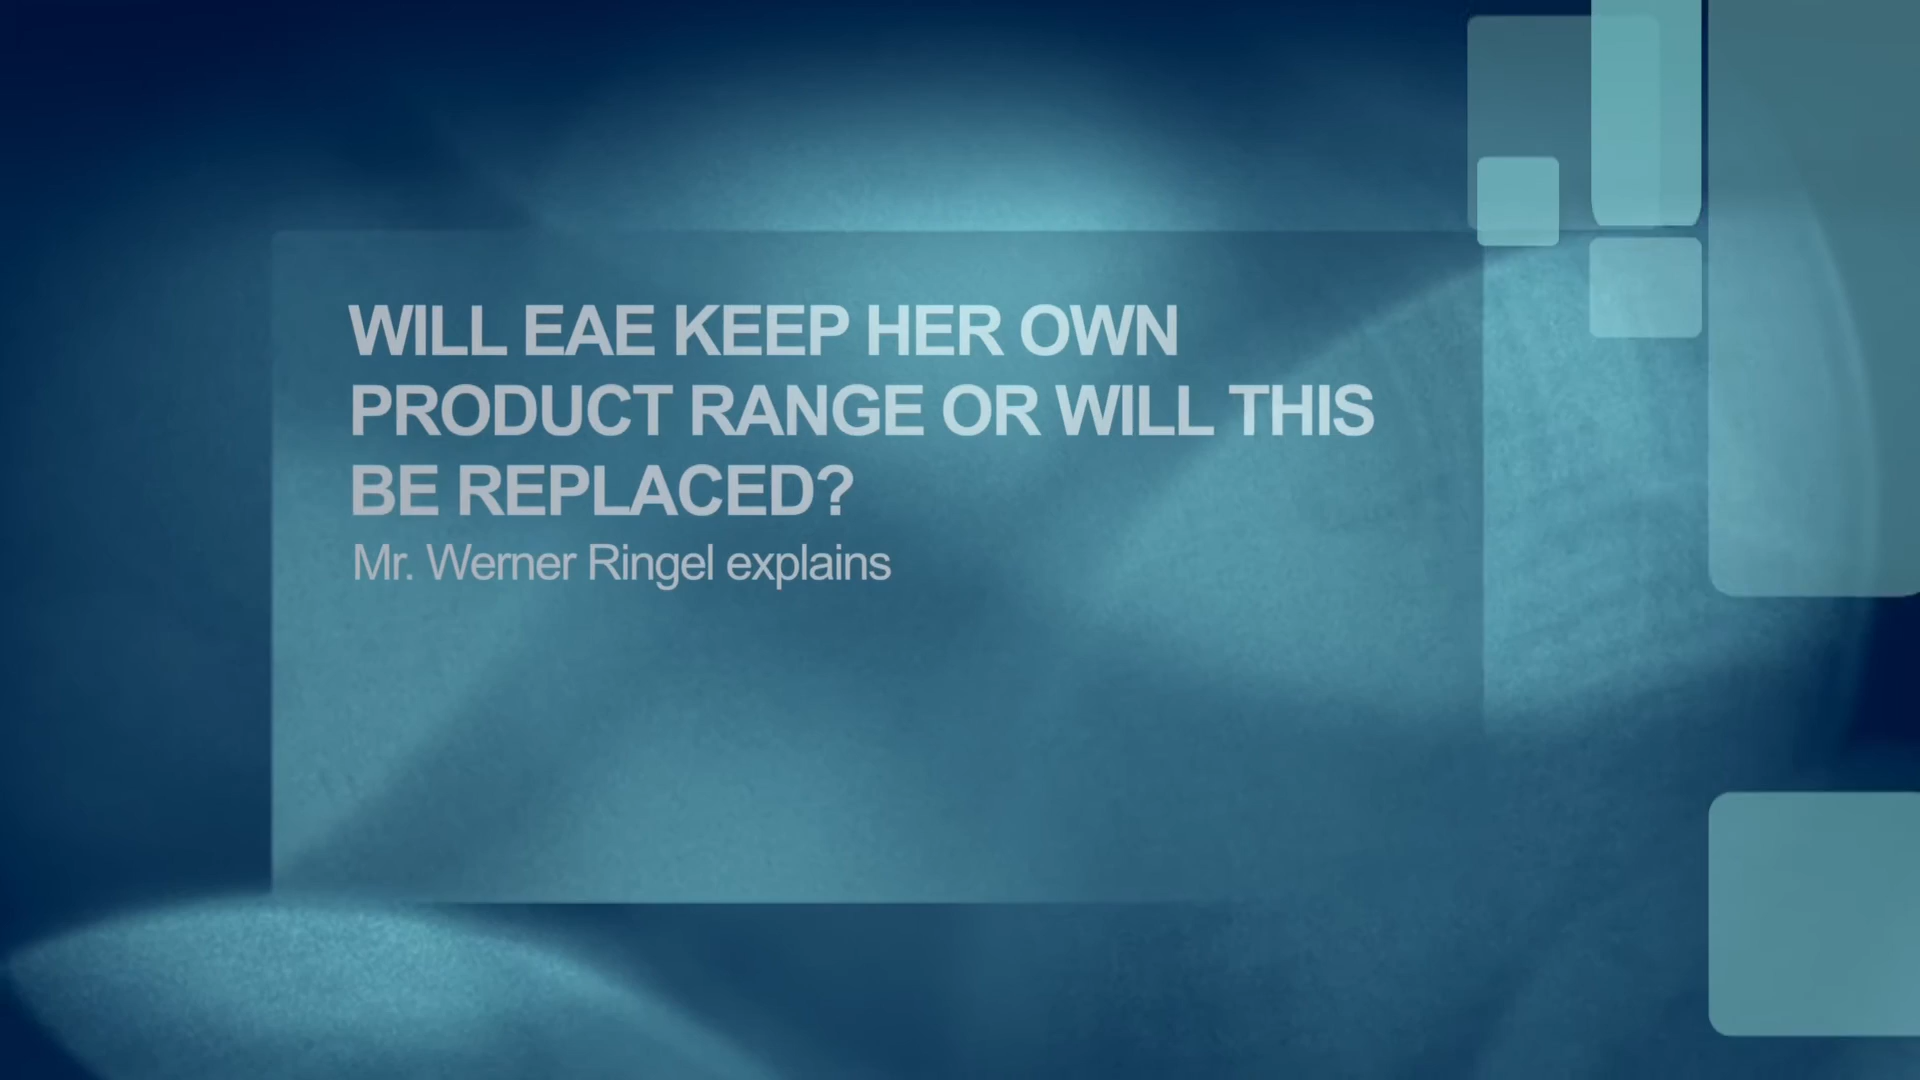 WILL EAE KEEP HER OWN
PRODUCT RANGE OR WILL THIS
BE REPLACED?
Mr. Werner Ringel explains